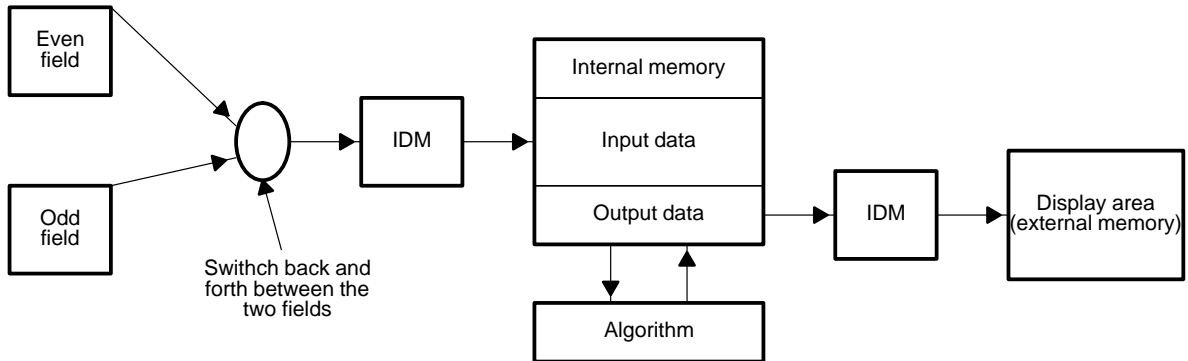 Even
field
Odd
field
Swithch back and
forth between the
two fields
IDM
Internal memory
Input data
Output data
Algorithm
IDM
Display area
(external memory)